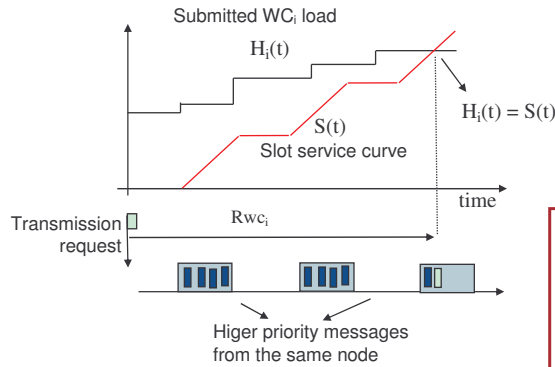 Submitted WCi load
Hi(t)
Hi(t) = S(t)
S(t)
Slot service curve
time
Rwci
Transmission
request
Higer priority messages
from the same node